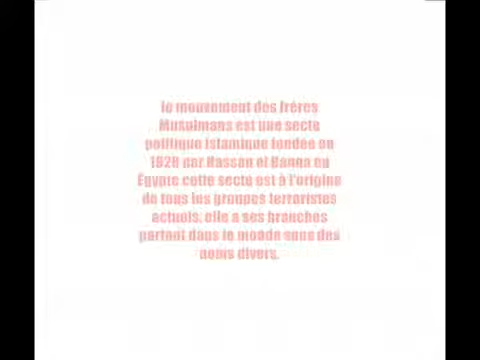 le mouvement des fréres
Musulmans est une secte
politique islamique fondée en
1928 par Hassan el Banna en
Égypte cette secte est à l'origine
de tous les groupes terroristes
actuels. elle a ses branches
partout dans le monde sous des
noms divers.